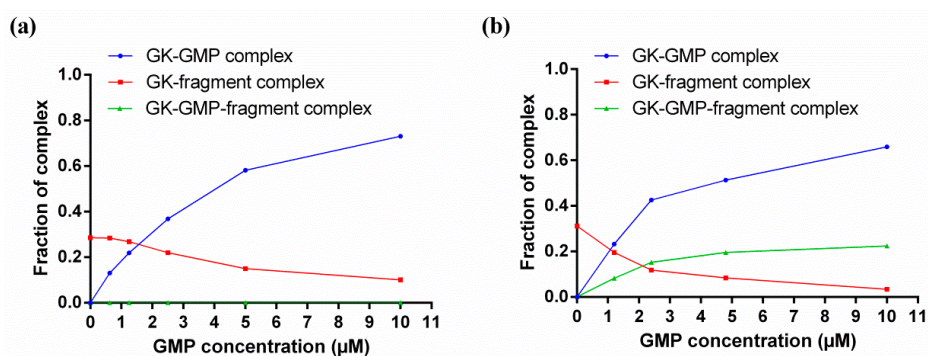 (a)
GK-GMP complex
GK-fragment complex
GK-GMP-fragment complex
Fraction of complex
1.0
0.8
0.6
0.4
0.2
0.0
0 1 2 3 4 5 6 7 8 9 10 11
GMP concentration (µM)
(b)
GK-GMP complex
GK-fragment complex
GK-GMP-fragment complex
Fraction of complex
1.0
0.8
0.6
0.4
0.2
0.0
0 1 2 3 4 5 6 7 8 9 10 11
GMP concentration (µM)